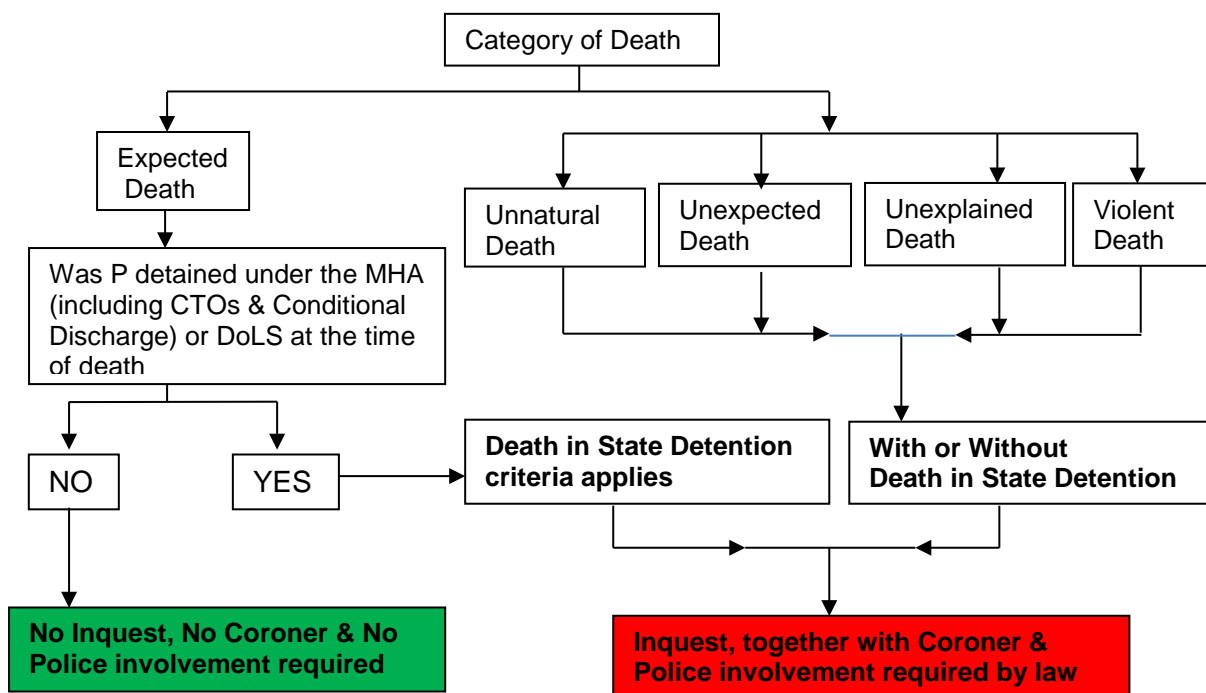 Category of Death
Expected
Death
Unnatural
Death
Unexpected
Death
Unexplained
Death
Violent
Death
Was P detained under the MHA
(including CTOs & Conditional
Discharge) or DoLS at the time
of death
NO
YES
Death in State Detention
criteria applies
With or Without
Death in State Detention
No Inquest, No Coroner & No
Police involvement required
Inquest, together with Coroner &
Police involvement required by law